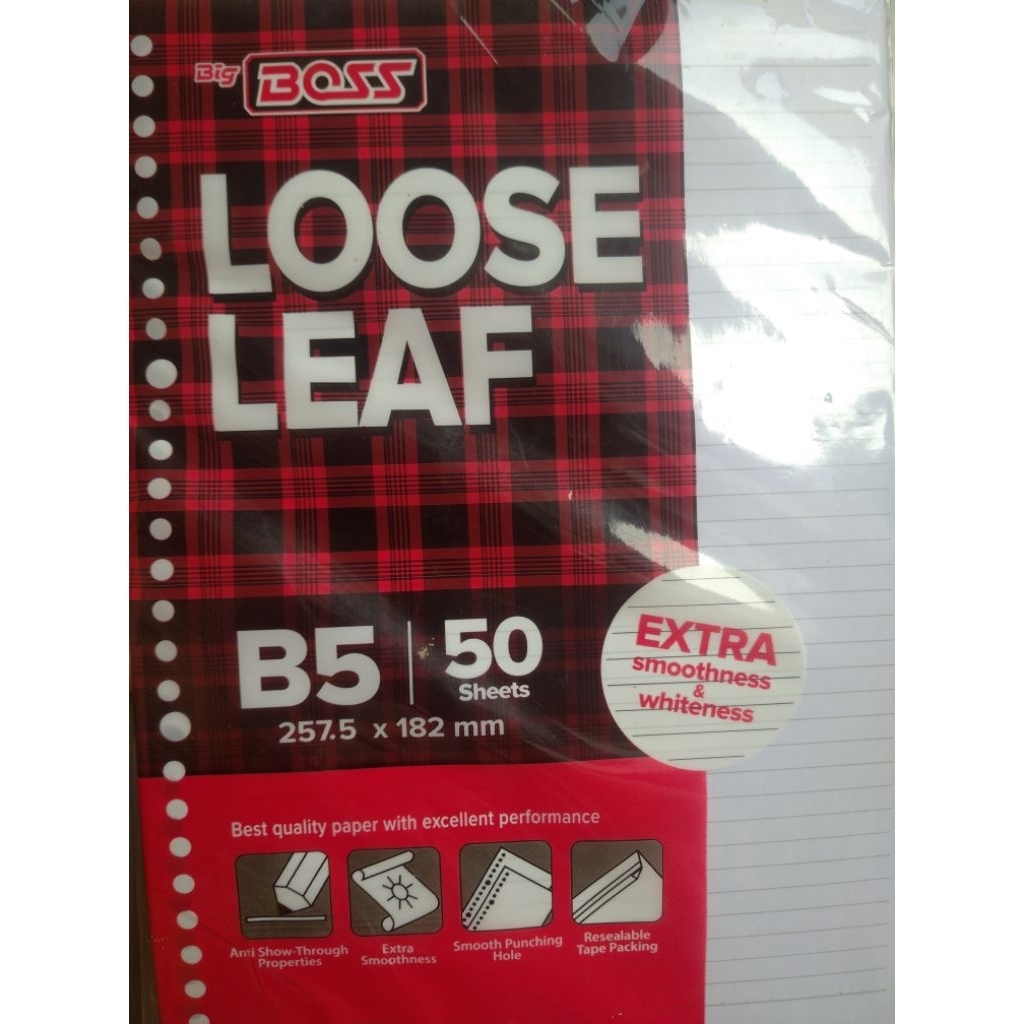 Big BOSS
LOOSE
LEAF
B5 50
Sheets
257.5 x 182 mm
EXTRA
smoothness
&
whiteness
Best quality paper with excellent performance
Anti Show-Through
Properties
Extra
Smoothness
Smooth Punching
Hole
Resealable
Tape Packing